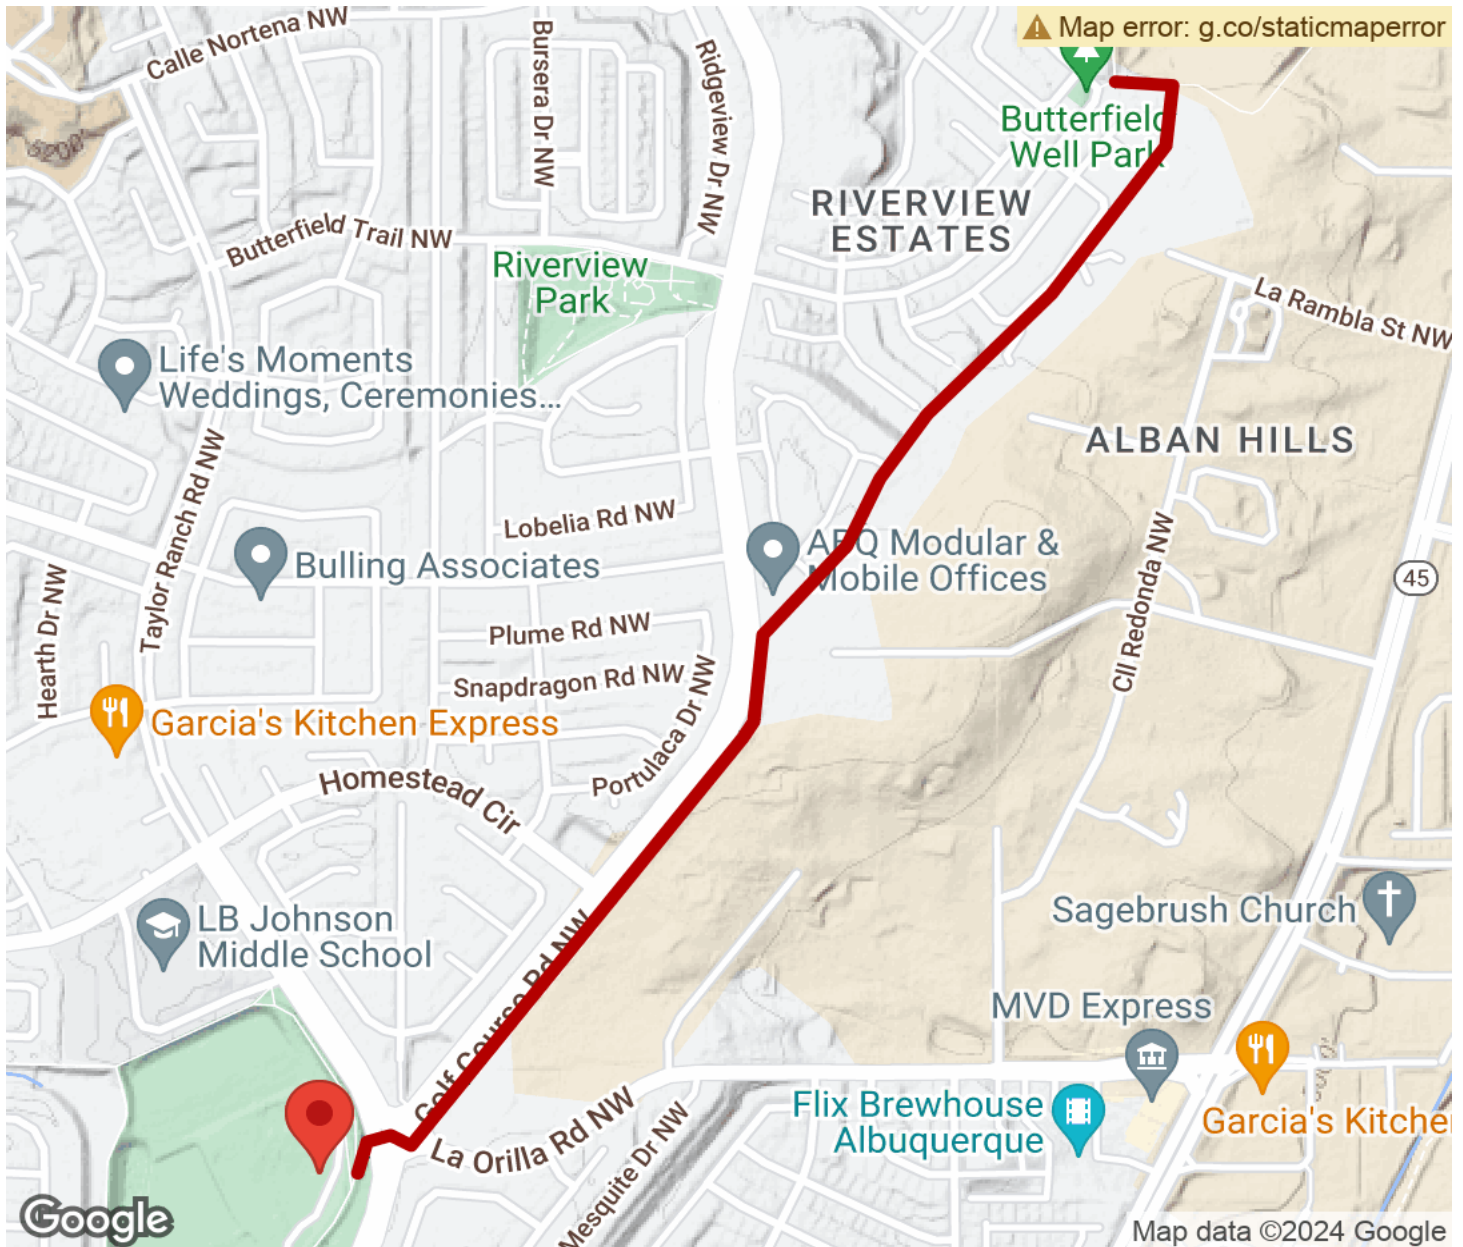 Map error: g.co/staticmaperror
Calle Nortena NW
Bursera Dr NW
Ridgeview Dr NW
5200'
Butterfield
Well Park
RIVERVIEW
ESTATES
Butterfield Trail NW
Riverview
Park
La Rambla St NW
Life's Moments
Weddings, Ceremonies...
ALBAN HILLS
Taylor Ranch Rd NW
Lobelia Rd NW
ABQ Modular &
Mobile Offices
Bulling Associates
45
Hearth Dr NW
Cll Redonda NW
Plume Rd NW
Snapdragon Rd NW
Portulaca Dr NW
Garcia's Kitchen Express
Homestead Cir
LB Johnson
Middle School
Sagebrush Church
Golf Course Rd NW
MVD Express
Flix Brewhouse
Albuquerque
Garcia's Kitche
La Orilla Rd NW
Mesquite Dr NW
Google
Map data ©2024 Google